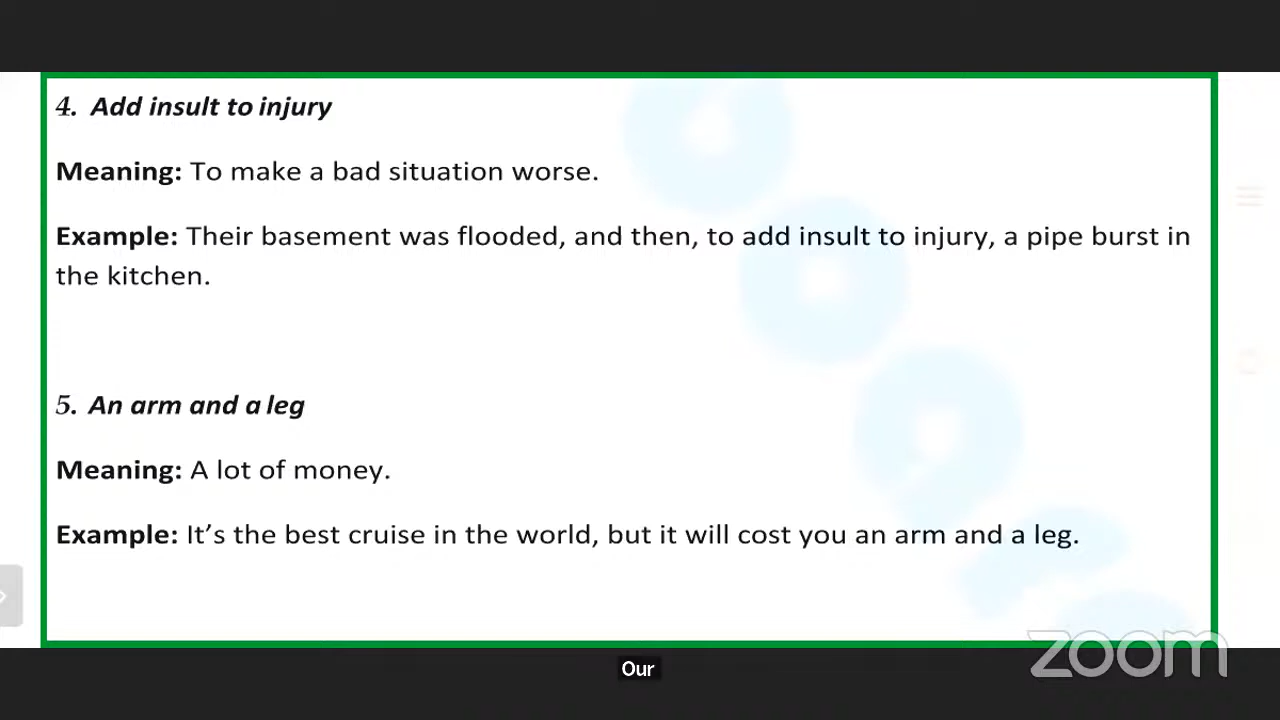 4. Add insult to injury
Meaning: To make a bad situation worse.
Example: Their basement was flooded, and then, to add insult to injury, a pipe burst in
the kitchen.
5. An arm and a leg
Meaning: A lot of money.
Example: It’s the best cruise in the world, but it will cost you an arm and a leg.
zoom
Our